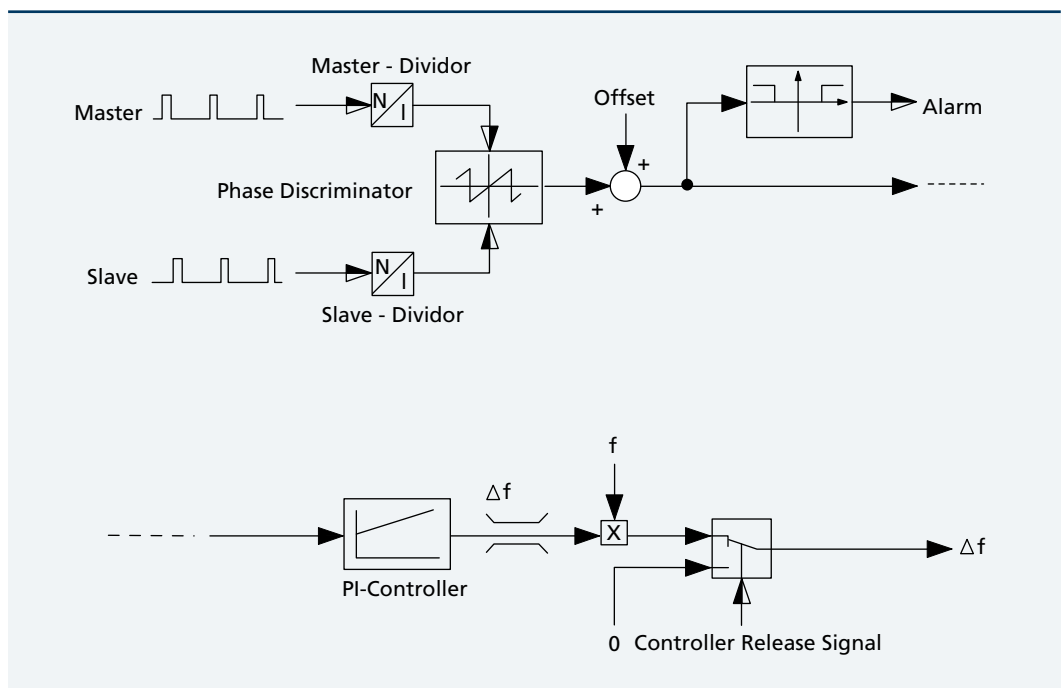 Master - Dividor
Master
N
I
Offset
+
+
Alarm
Phase Discriminator
Slave
N
I
Slave - Dividor
f
Δf
X
Δf
PI-Controller
0
Controller Release Signal